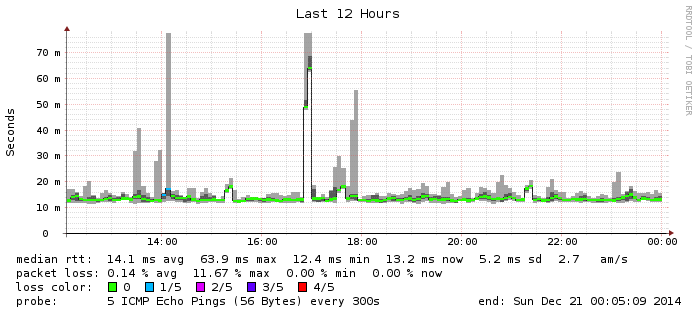 Last 12 Hours
RRDTOOL / TOBI OETIKER
Seconds
70 m
60 m
50 m
40 m
30 m
20 m
10 m
0
14:00 16:00 18:00 20:00 22:00 00:00
median rtt: 14.1 ms avg 63.9 ms max 12.4 ms min 13.2 ms now 5.2 ms sd 2.7 am/s
packet loss: 0.14 % avg 11.67 % max 0.00 % min 0.00 % now
loss color: 0 1/5 2/5 3/5 4/5
probe: 5 ICMP Echo Pings (56 Bytes) every 300s end: Sun Dec 21 00:05:09 2014